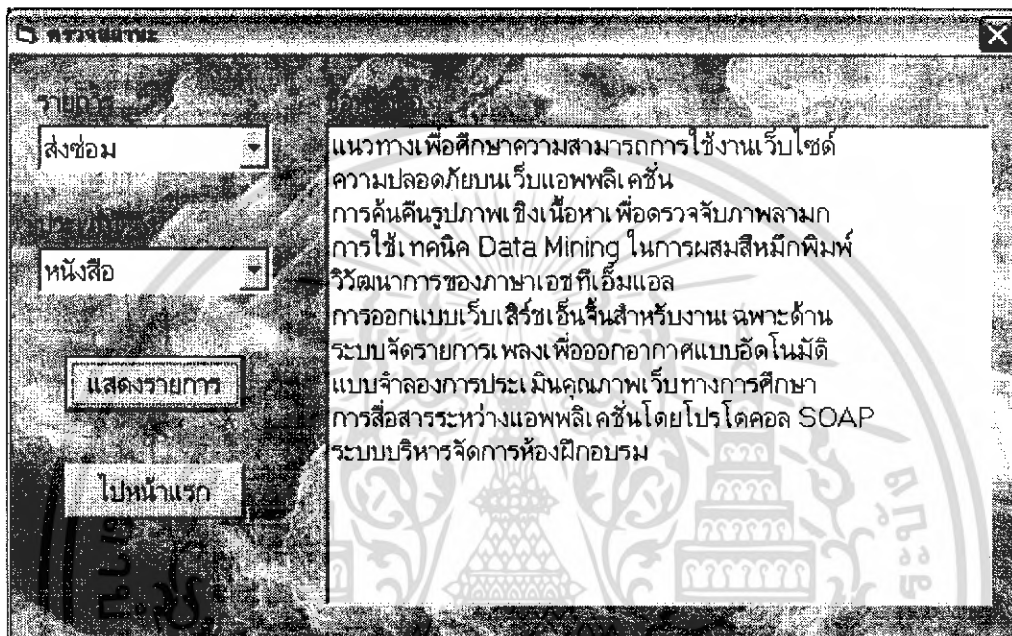 ตรวจสถานะ
รายการ
ส่งซ่อม
หนังสือ
แสดงรายการ
ไปหน้าแรก
แนวทางเพื่อศึกษาความสามารถการใช้งานเว็บไซต์
ความปลอดภัยบนเว็บแอพพลิเคชั่น
การค้นคืนรูปภาพเชิงเนื้อหาเพื่อตรวจจับภาพลามก
การใช้เทคนิค Data Mining ในการผสมสีหมึกพิมพ์
วิวัฒนาการของภาษาเอชทีเอ็มแอล
การออกแบบเว็บเสิร์ชเอ็นจิ้นสำหรับงานเฉพาะด้าน
ระบบจัดรายการเพลงเพื่อออกอากาศแบบอัตโนมัติ
แบบจำลองการประเมินคุณภาพเว็บทางการศึกษา
การสื่อสารระหว่างแอพพลิเคชั่นโดยโปรโตคอล SOAP
ระบบบริหารจัดการห้องฝึกอบรม